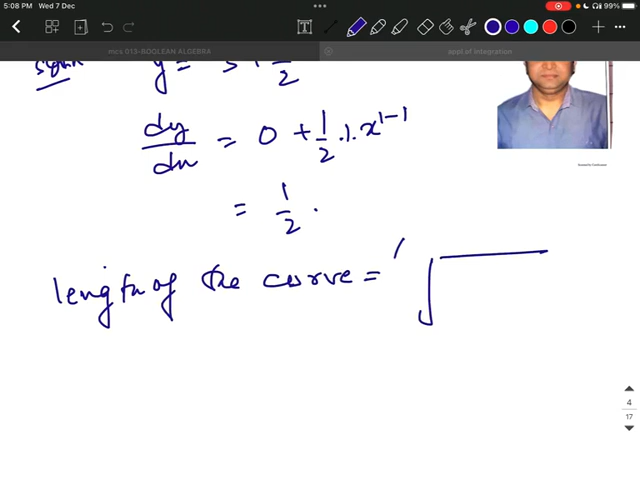 5:08 PM Wed 7 Dec
99%
mcs 013-BOOLEAN ALGEBRA
appl.of integration
dy/dx = 0 + 1/2 . 1 . x^{1-1}
= 1/2 .
length of the curve =
4
17